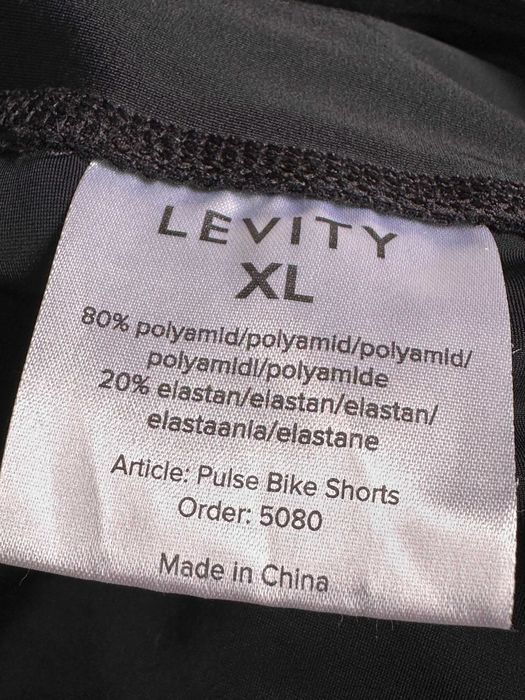 LEVITY
XL
80% polyamid/polyamid/polyamid/
polyamidi/polyamide
20% elastan/elastan/elastan/
elastaania/elastane
Article: Pulse Bike Shorts
Order: 5080
Made in China